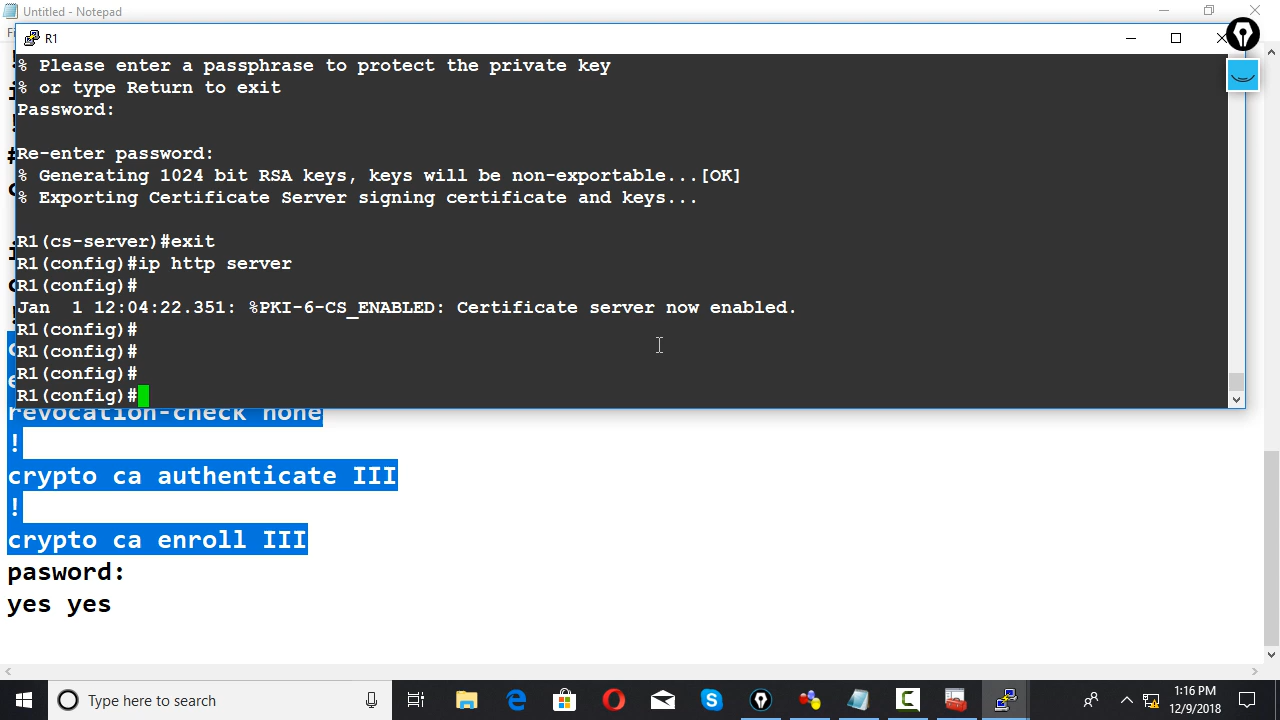 Untitled - Notepad
R1
% Please enter a passphrase to protect the private key
% or type Return to exit
Password:
Re-enter password:
% Generating 1024 bit RSA keys, keys will be non-exportable...[OK]
% Exporting Certificate Server signing certificate and keys...
R1(cs-server)#exit
R1(config)#ip http server
R1(config)#
Jan  1 12:04:22.351: %PKI-6-CS_ENABLED: Certificate server now enabled.
R1(config)#
R1(config)#
R1(config)#
R1(config)#
revocation-check none
!
crypto ca authenticate III
!
crypto ca enroll III
pasword:
yes yes
Type here to search
1:16 PM
12/9/2018